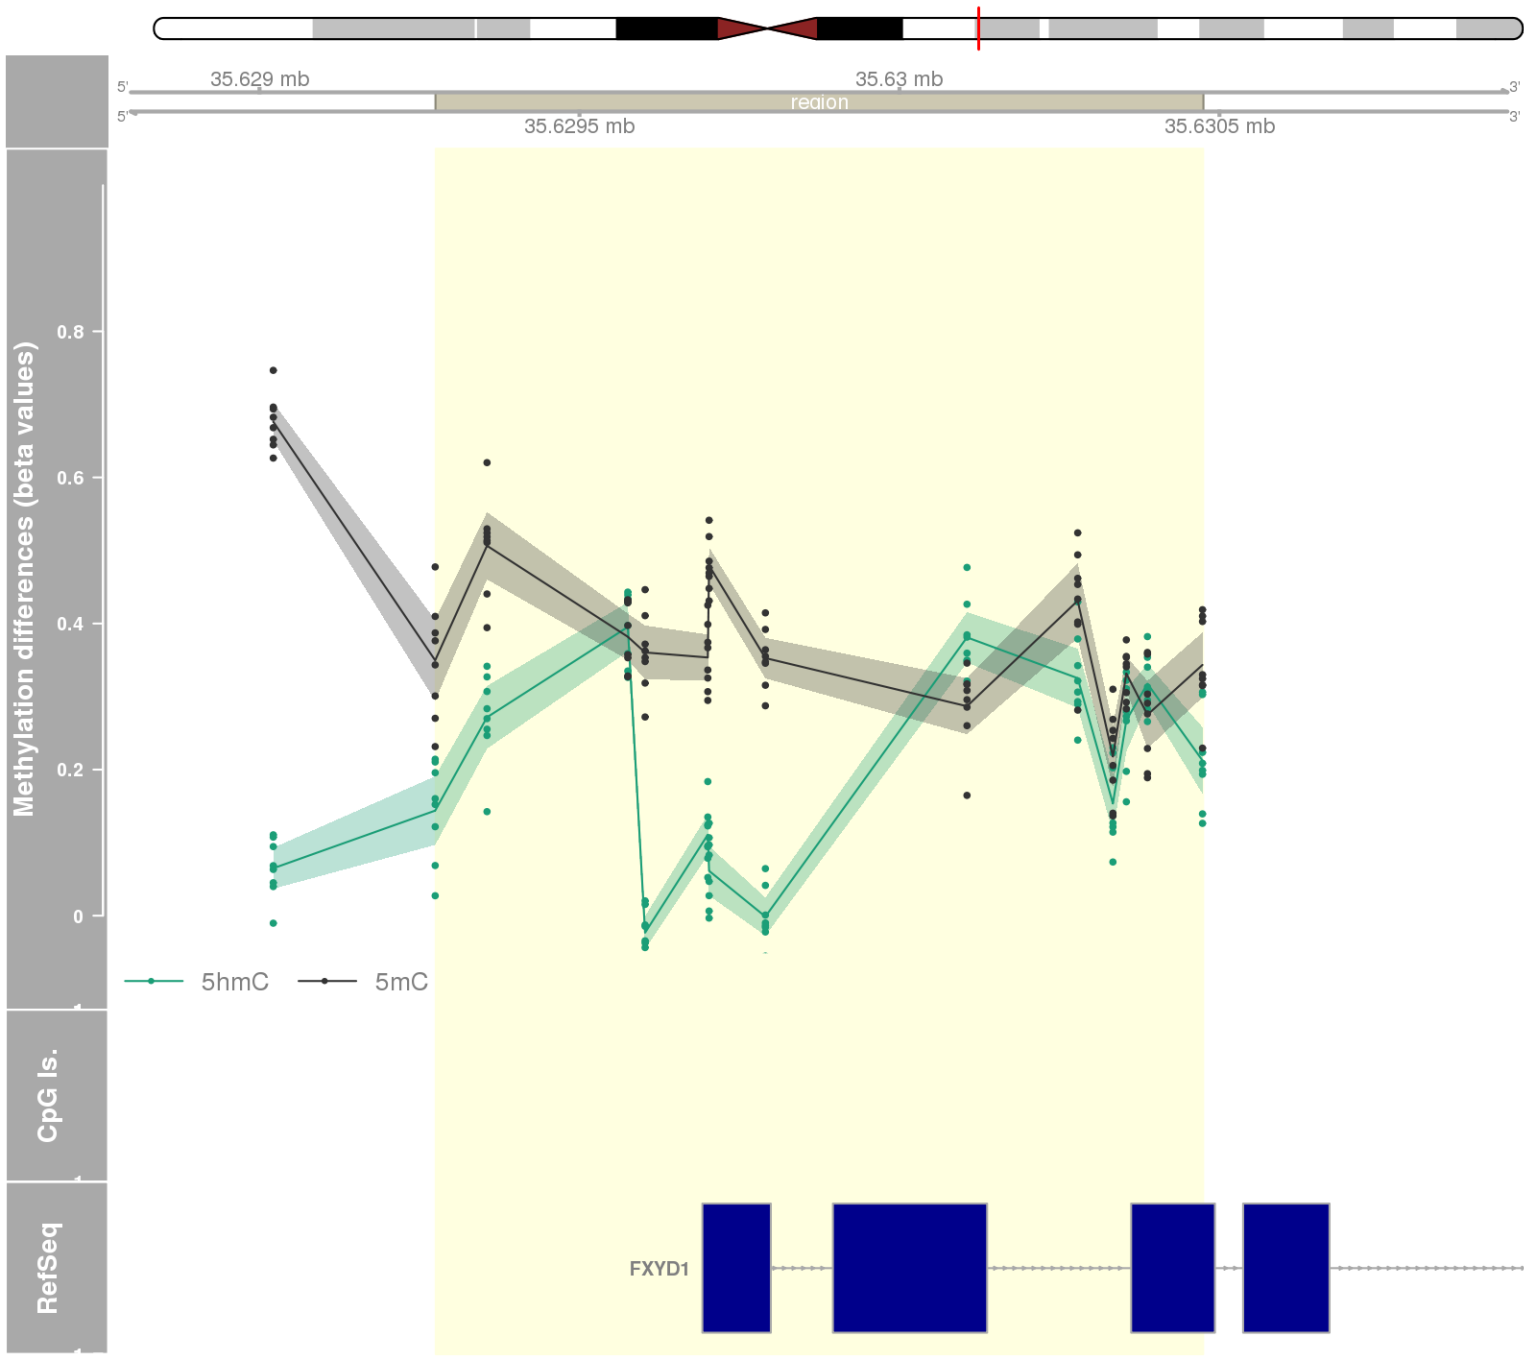 35.629 mb
35.63 mb
5'
3'
region
5'
3'
35.6295 mb
35.6305 mb
Methylation differences (beta values)
0.8
0.6
0.4
0.2
0
5hmC
5mC
CpG Is.
RefSeq
FXYD1